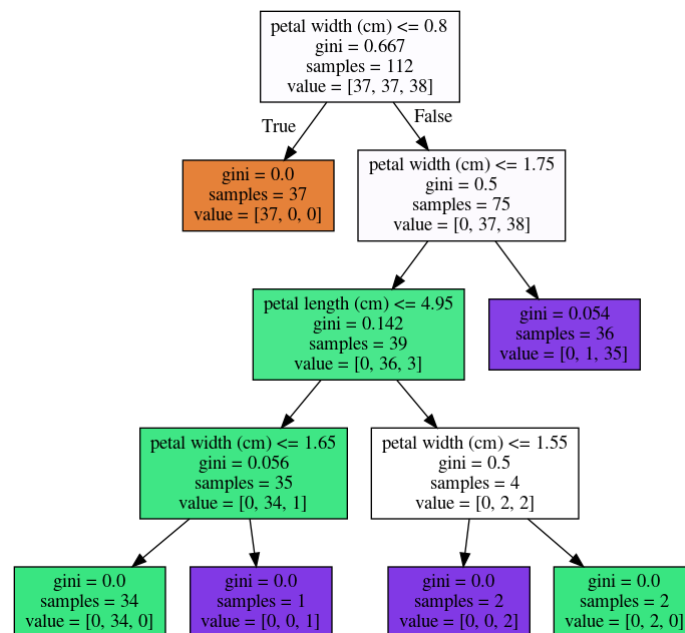 petal width (cm) <= 0.8
gini = 0.667
samples = 112
value = [37, 37, 38]
True
False
gini = 0.0
samples = 37
value = [37, 0, 0]
petal width (cm) <= 1.75
gini = 0.5
samples = 75
value = [0, 37, 38]
petal length (cm) <= 4.95
gini = 0.142
samples = 39
value = [0, 36, 3]
gini = 0.054
samples = 36
value = [0, 1, 35]
petal width (cm) <= 1.65
gini = 0.056
samples = 35
value = [0, 34, 1]
petal width (cm) <= 1.55
gini = 0.5
samples = 4
value = [0, 2, 2]
gini = 0.0
samples = 34
value = [0, 34, 0]
gini = 0.0
samples = 1
value = [0, 0, 1]
gini = 0.0
samples = 2
value = [0, 0, 2]
gini = 0.0
samples = 2
value = [0, 2, 0]